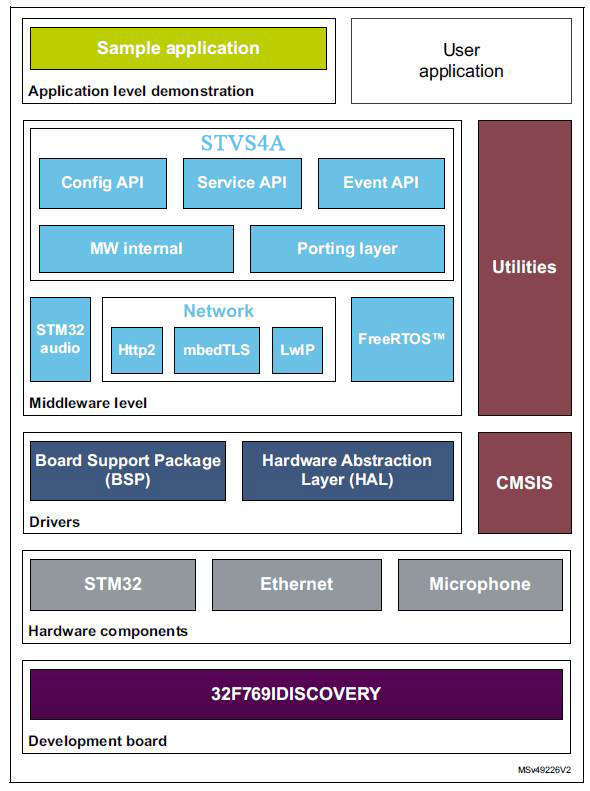 Sample application
Application level demonstration
User
application
STVS4A
Config API
Service API
Event API
MW internal
Porting layer
STM32
audio
Network
Http2
mbedTLS
LwIP
FreeRTOS™
Middleware level
Utilities
Board Support Package
(BSP)
Hardware Abstraction
Layer (HAL)
Drivers
CMSIS
STM32
Ethernet
Microphone
Hardware components
32F769IDISCOVERY
Development board
MSv49226V2